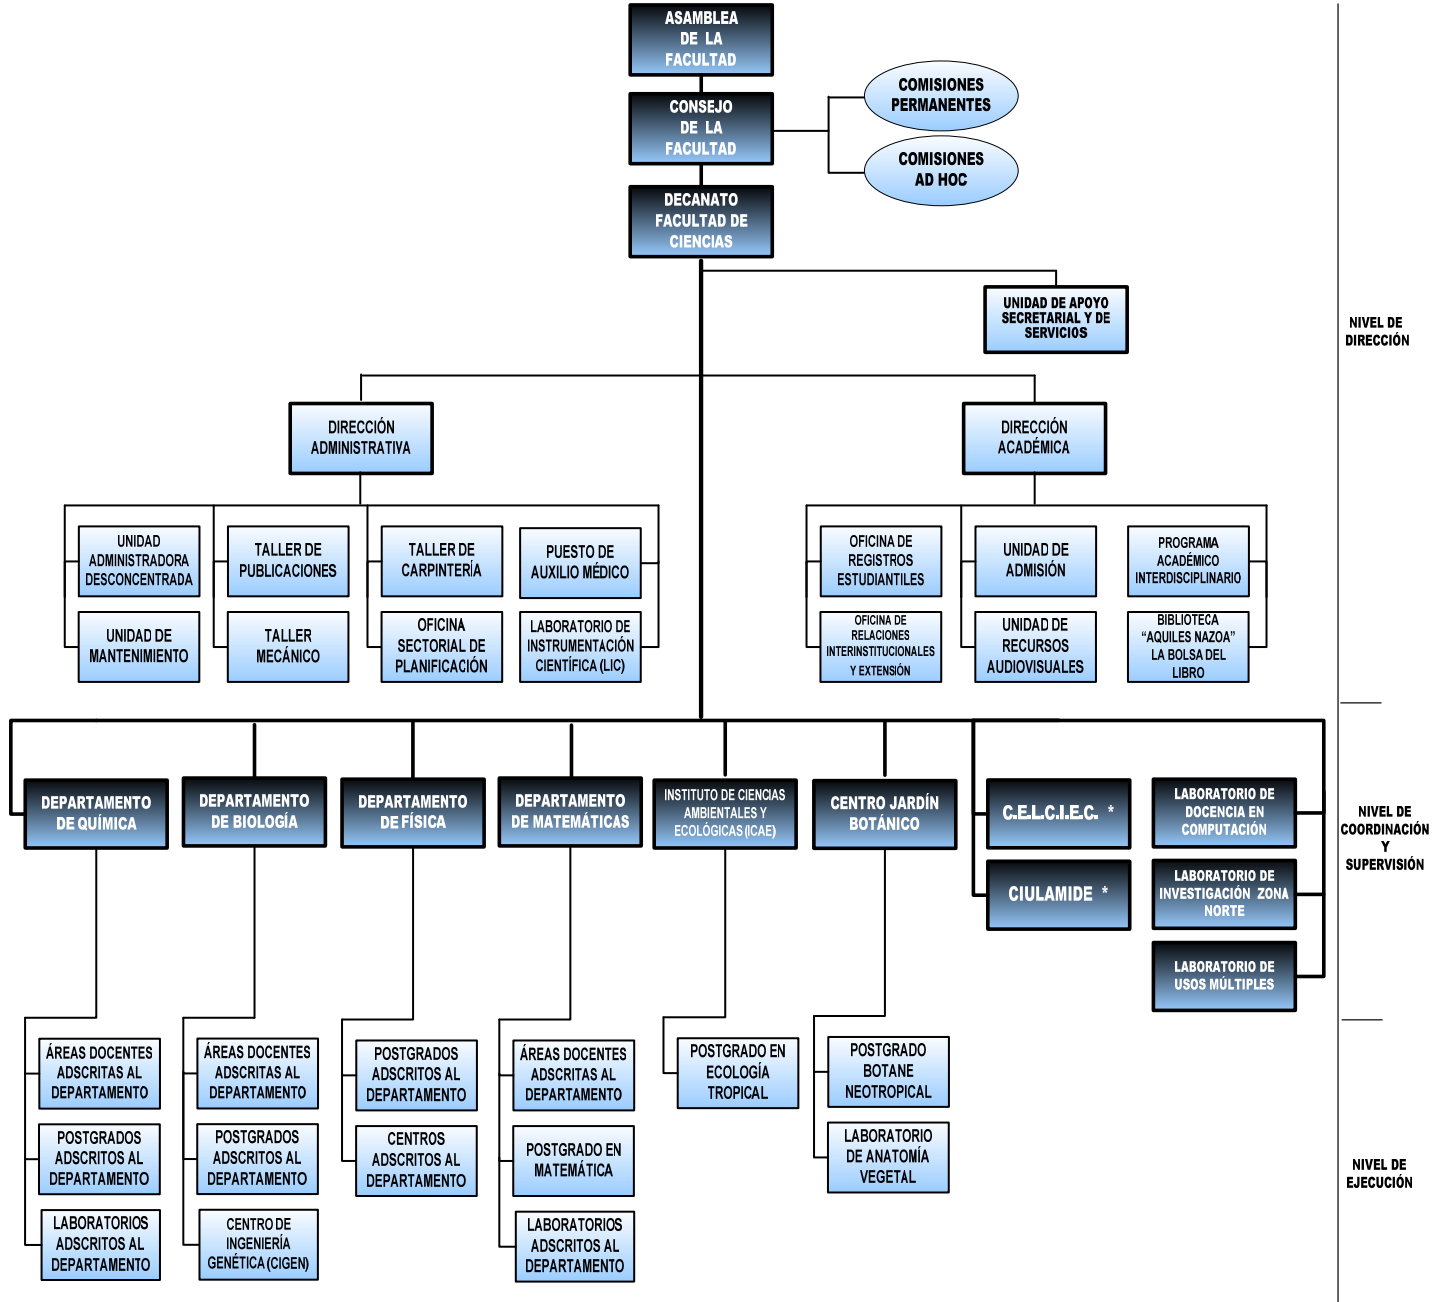 ASAMBLEA
DE LA
FACULTAD
CONSEJO
DE LA
FACULTAD
COMISIONES
PERMANENTES
COMISIONES
AD HOC
DECANATO
FACULTAD DE
CIENCIAS
UNIDAD DE APOYO
SECRETARIAL Y DE
SERVICIOS
NIVEL DE
DIRECCIÓN
DIRECCIÓN
ADMINISTRATIVA
DIRECCIÓN
ACADÉMICA
UNIDAD
ADMINISTRADORA
DESCONCENTRADA
TALLER DE
PUBLICACIONES
TALLER DE
CARPINTERÍA
PUESTO DE
AUXILIO MÉDICO
OFICINA DE
REGISTROS
ESTUDIANTILES
UNIDAD DE
ADMISIÓN
PROGRAMA
ACADÉMICO
INTERDISCIPLINARIO
UNIDAD DE
MANTENIMIENTO
TALLER
MECÁNICO
OFICINA
SECTORIAL DE
PLANIFICACIÓN
LABORATORIO DE
INSTRUMENTACIÓN
CIENTÍFICA (LIC)
OFICINA DE
RELACIONES
INTERINSTITUCIONALES
Y EXTENSIÓN
UNIDAD DE
RECURSOS
AUDIOVISUALES
BIBLIOTECA
“AQUILES NAZOA”
LA BOLSA DEL
LIBRO
DEPARTAMENTO
DE QUÍMICA
DEPARTAMENTO
DE BIOLOGÍA
DEPARTAMENTO
DE FÍSICA
DEPARTAMENTO
DE MATEMÁTICAS
INSTITUTO DE CIENCIAS
AMBIENTALES Y
ECOLÓGICAS (ICAE)
CENTRO JARDÍN
BOTÁNICO
C.E.L.C.I.E.C. *
LABORATORIO DE
DOCENCIA EN
COMPUTACIÓN
CIULAMIDE *
LABORATORIO DE
INVESTIGACIÓN ZONA
NORTE
LABORATORIO DE
USOS MÚLTIPLES
NIVEL DE
COORDINACIÓN
Y
SUPERVISIÓN
ÁREAS DOCENTES
ADSCRITAS AL
DEPARTAMENTO
POSTGRADOS
ADSCRITOS AL
DEPARTAMENTO
LABORATORIOS
ADSCRITOS AL
DEPARTAMENTO
ÁREAS DOCENTES
ADSCRITAS AL
DEPARTAMENTO
POSTGRADOS
ADSCRITOS AL
DEPARTAMENTO
CENTRO DE
INGENIERÍA
GENÉTICA (CIGEN)
POSTGRADOS
ADSCRITOS AL
DEPARTAMENTO
CENTROS
ADSCRITOS AL
DEPARTAMENTO
ÁREAS DOCENTES
ADSCRITAS AL
DEPARTAMENTO
POSTGRADO EN
MATEMÁTICA
LABORATORIOS
ADSCRITOS AL
DEPARTAMENTO
POSTGRADO EN
ECOLOGÍA
TROPICAL
POSTGRADO
BOTANE
NEOTROPICAL
LABORATORIO
DE ANATOMÍA
VEGETAL
NIVEL DE
EJECUCIÓN